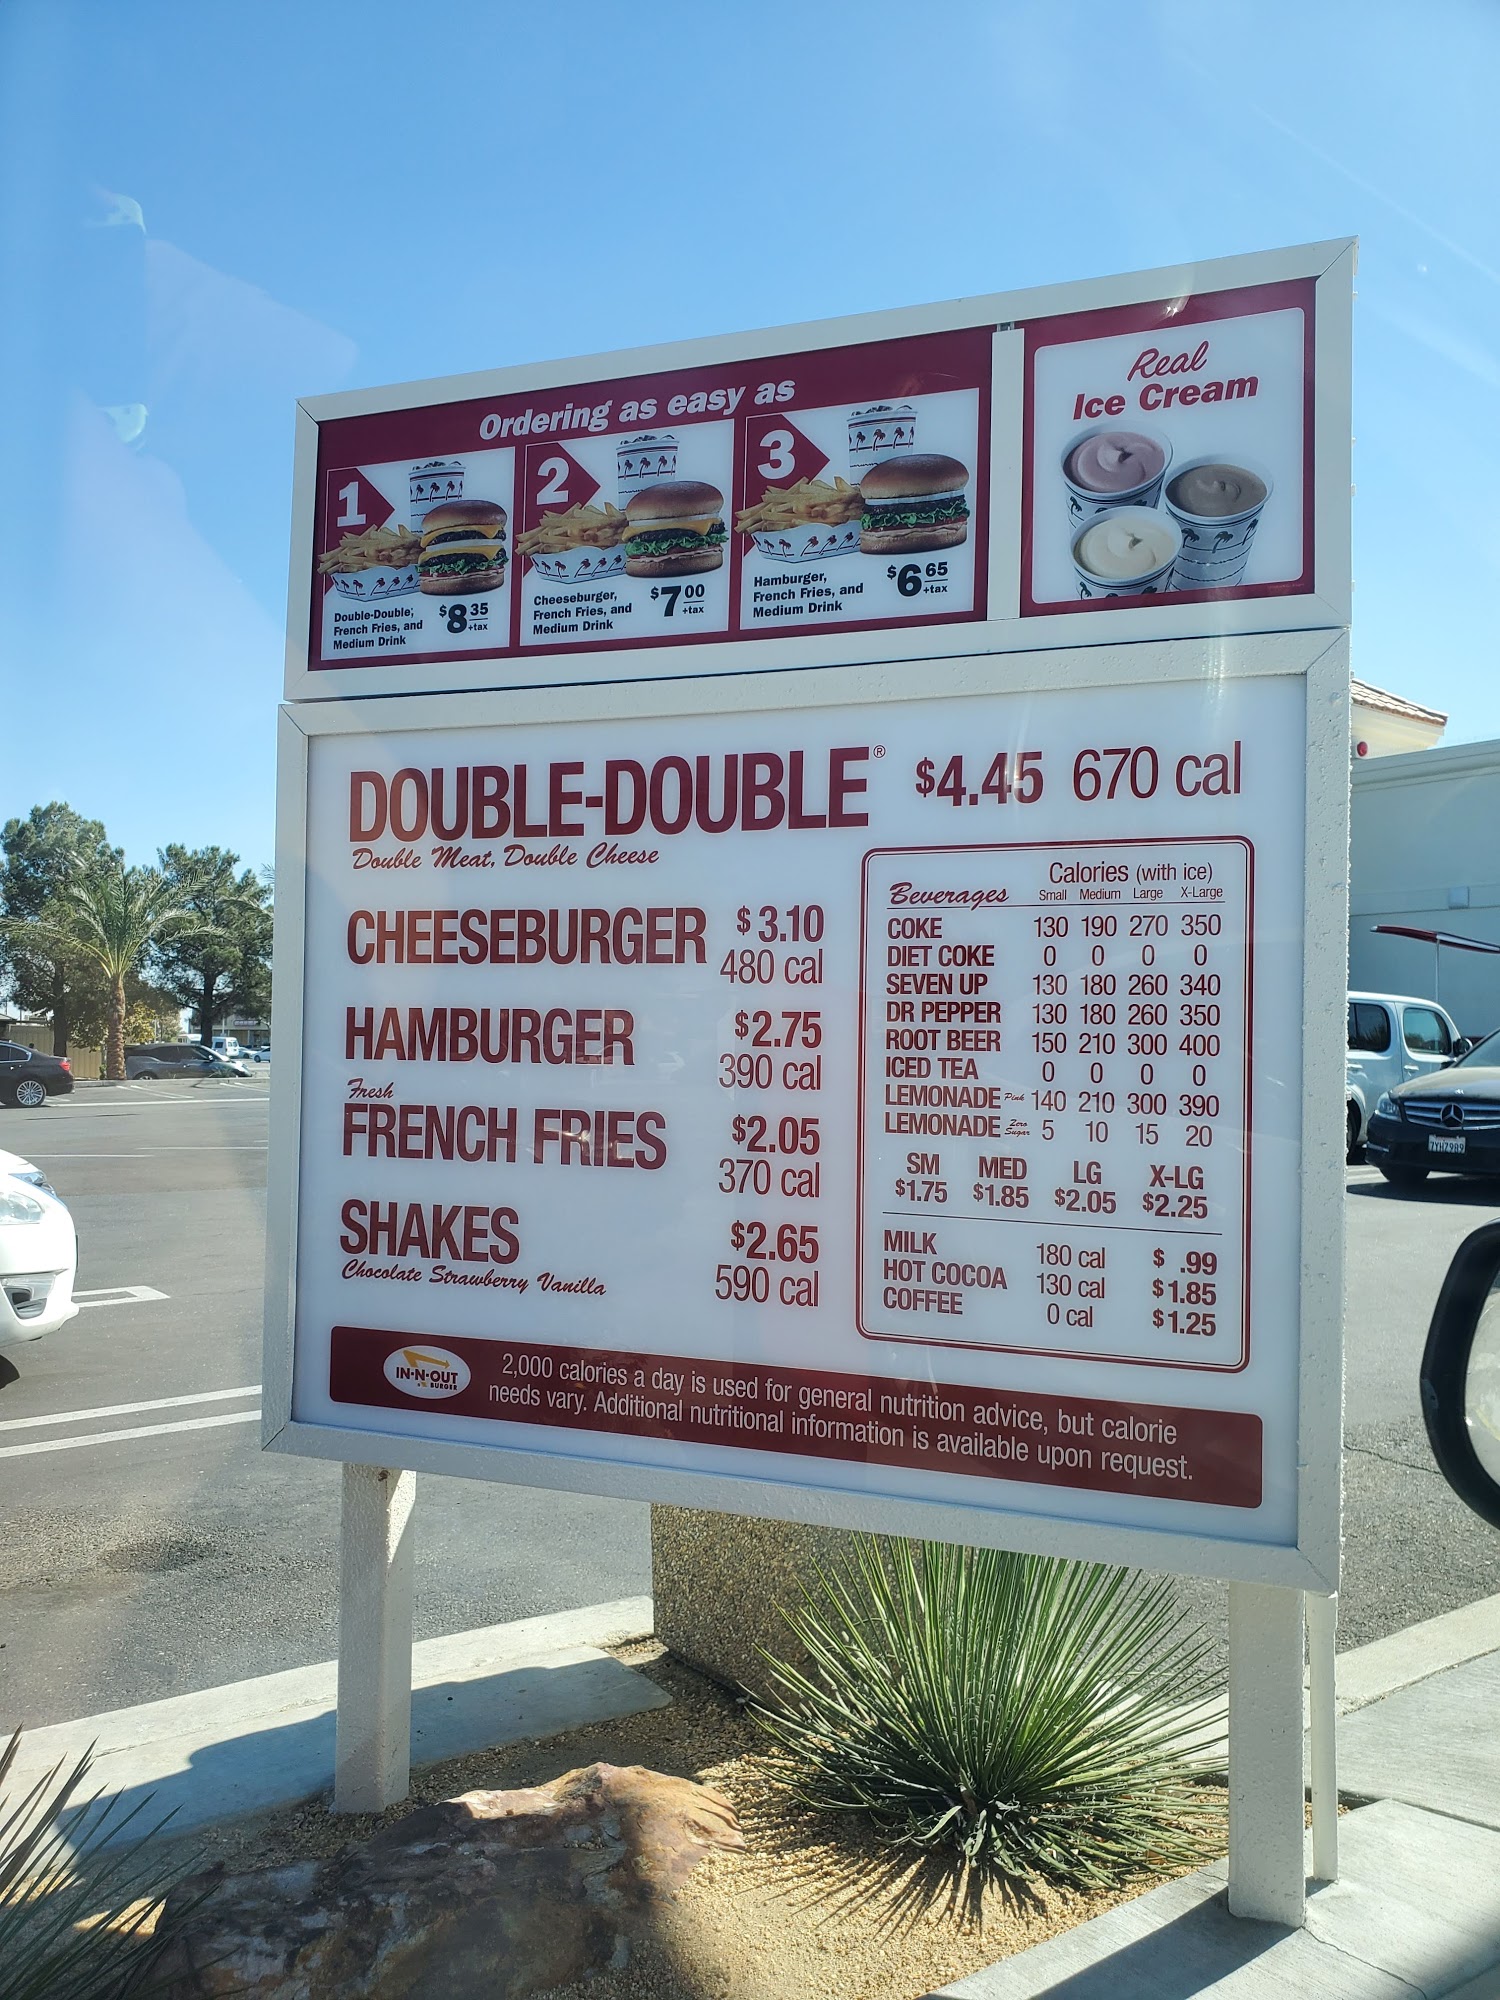 Ordering as easy as
1
Double-Double,
French Fries, and
Medium Drink
$8 35
+tax
2
Cheeseburger,
French Fries, and
Medium Drink
$7 00
+tax
3
Hamburger,
French Fries, and
Medium Drink
$6 65
+tax
Real
Ice Cream
DOUBLE-DOUBLE® $4.45 670 cal
Double Meat, Double Cheese
CHEESEBURGER $3.10
480 cal
HAMBURGER $2.75
390 cal
Fresh
FRENCH FRIES $2.05
370 cal
SHAKES $2.65
Chocolate Strawberry Vanilla 590 cal
Calories (with ice)
Beverages Small Medium Large X-Large
COKE 130 190 270 350
DIET COKE 0 0 0 0
SEVEN UP 130 180 260 340
DR PEPPER 130 180 260 350
ROOT BEER 150 210 300 400
ICED TEA 0 0 0 0
LEMONADE Pink 140 210 300 390
LEMONADE Zero Sugar 5 10 15 20
SM MED LG X-LG
$1.75 $1.85 $2.05 $2.25
MILK 180 cal $ .99
HOT COCOA 130 cal $1.85
COFFEE 0 cal $1.25
IN-N-OUT
BURGER
2,000 calories a day is used for general nutrition advice, but calorie
needs vary. Additional nutritional information is available upon request.
7YHZ989